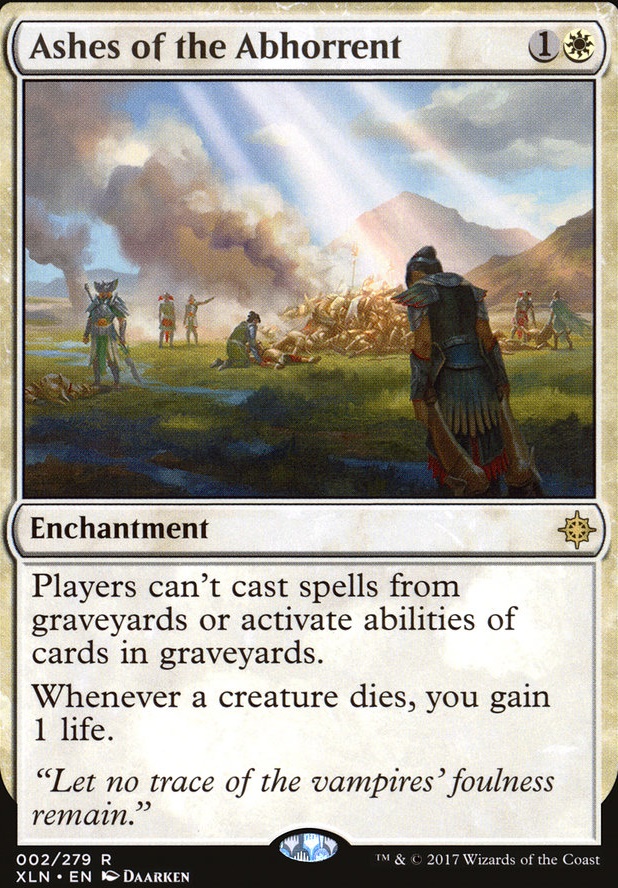 Ashes of the Abhorrent 1
Enchantment
Players can't cast spells from
graveyards or activate abilities of
cards in graveyards.
Whenever a creature dies, you gain
1 life.
“Let no trace of the vampires’ foulness
remain.”
002/279 R
XLN • EN Daarken
™ & © 2017 Wizards of the Coast